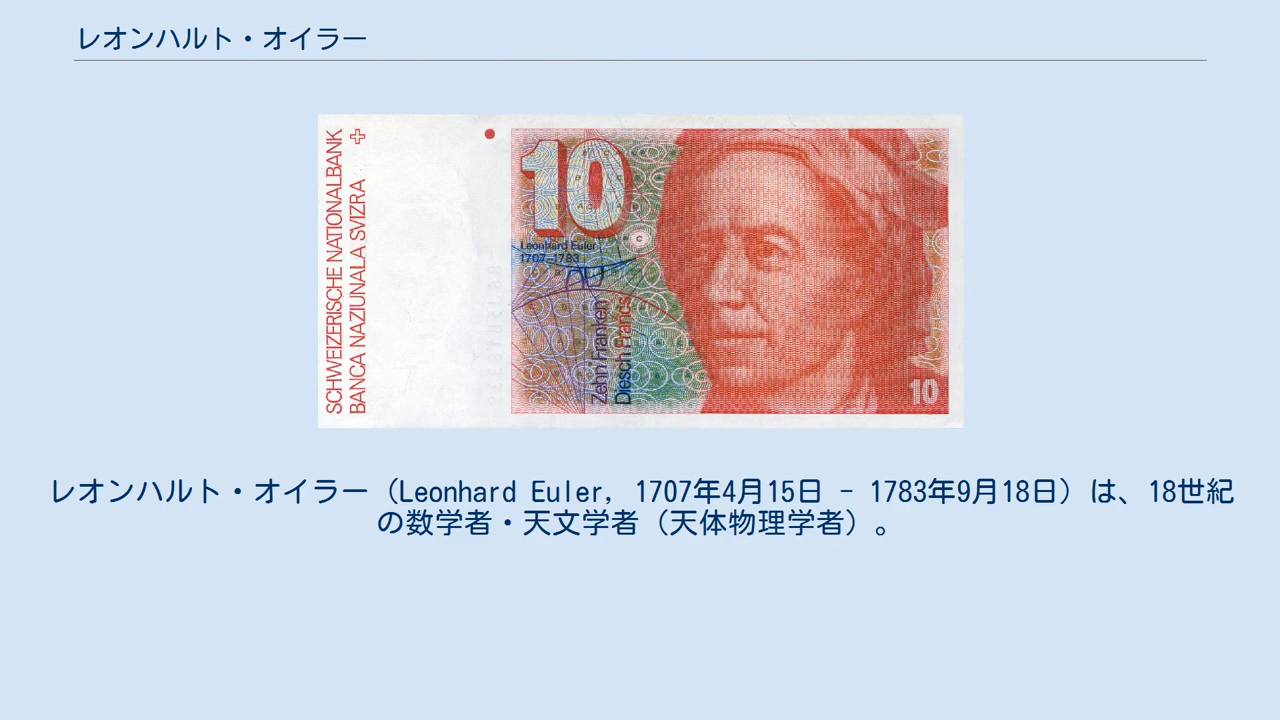 レオンハルト・オイラー
SCHWEIZERISCHE NATIONALBANK
BANCA NAZIUNALA SVIZRA
10
Leonhard Euler
1707–1783
Zehn Franken
Diesch Francs
10
レオンハルト・オイラー（Leonhard Euler, 1707年4月15日 - 1783年9月18日）は、18世紀
の数学者・天文学者（天体物理学者）。